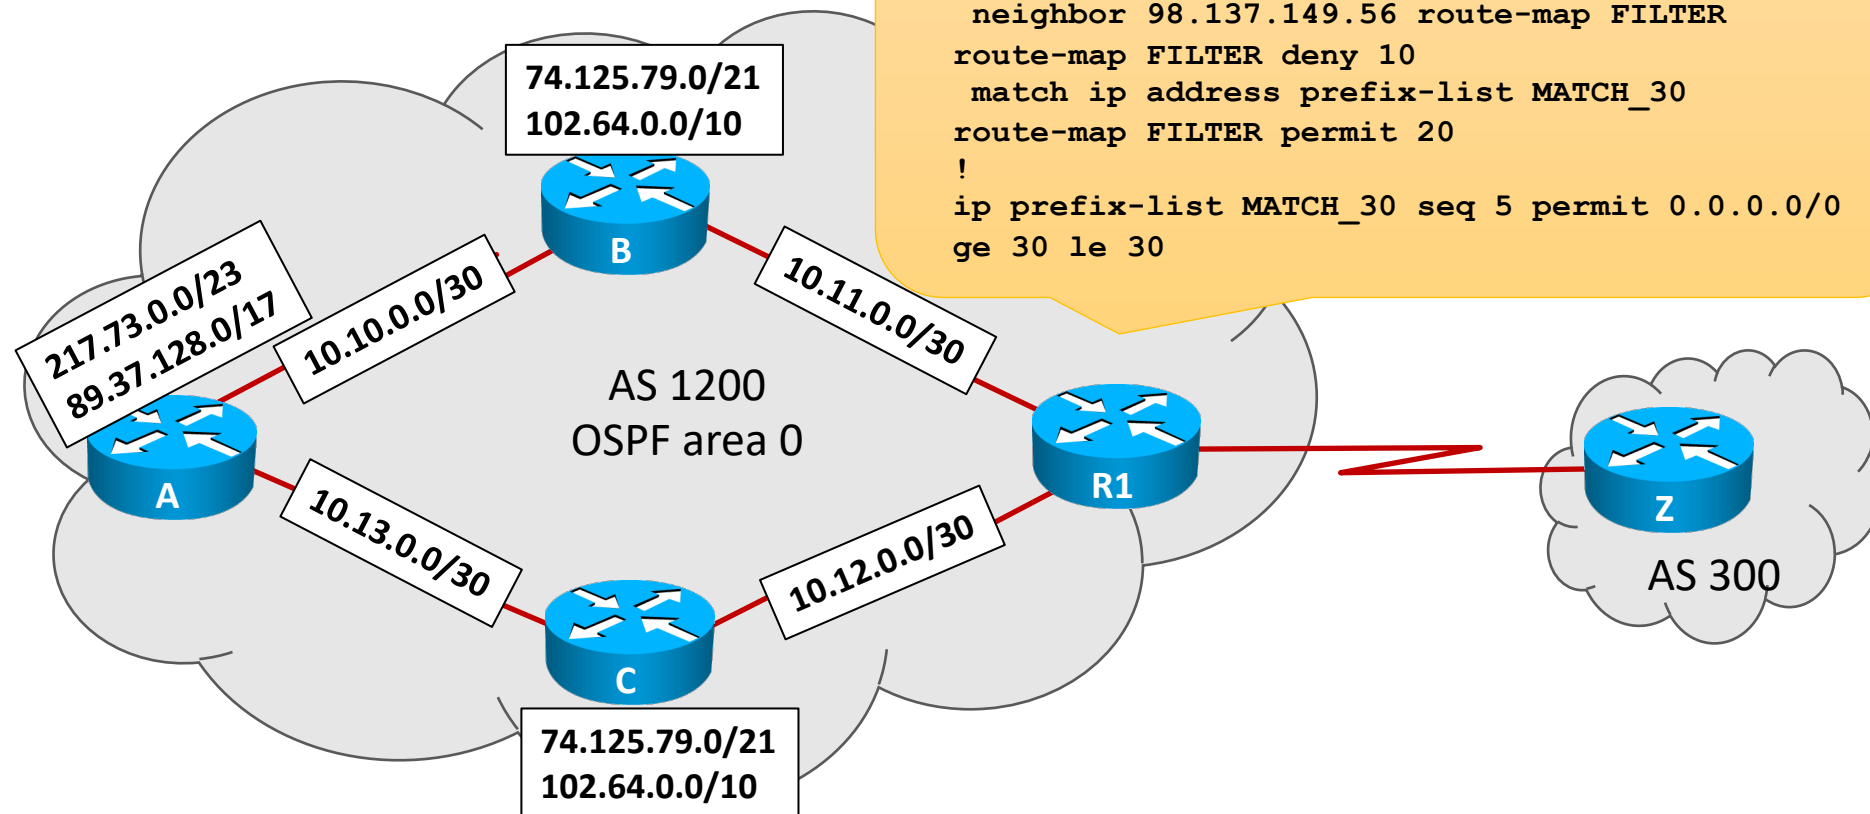 neighbor 98.137.149.56 route-map FILTER
route-map FILTER deny 10
match ip address prefix-list MATCH_30
route-map FILTER permit 20
!
ip prefix-list MATCH_30 seq 5 permit 0.0.0.0/0
ge 30 le 30
74.125.79.0/21
102.64.0.0/10
B
217.73.0.0/23
89.37.128.0/17
10.10.0.0/30
10.11.0.0/30
AS 1200
OSPF area 0
A
R1
Z
AS 300
10.13.0.0/30
10.12.0.0/30
C
74.125.79.0/21
102.64.0.0/10